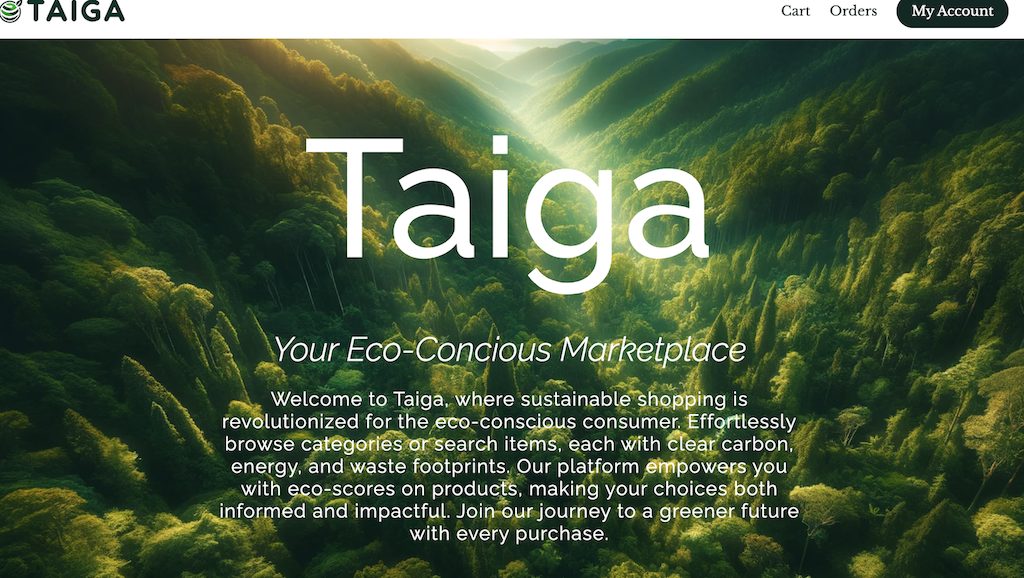 TAIGA
Cart Orders My Account
Taiga
Your Eco-Concious Marketplace
Welcome to Taiga, where sustainable shopping is
revolutionized for the eco-conscious consumer. Effortlessly
browse categories or search items, each with clear carbon,
energy, and waste footprints. Our platform empowers you
with eco-scores on products, making your choices both
informed and impactful. Join our journey to a greener future
with every purchase.